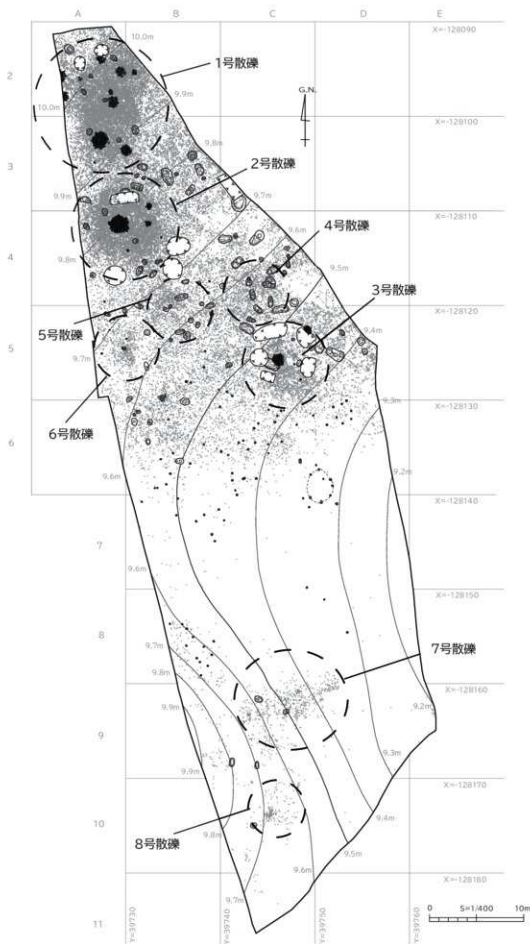 A B C D E
X=-128090
2
10.0m
1号散礫
10.0m
9.9m
G.N.
X=-128100
9.8m
3
2号散礫
9.9m
9.7m
X=-128110
4号散礫
9.6m
4
9.8m
9.5m
3号散礫
X=-128120
5号散礫
9.4m
5
9.7m
6号散礫
9.3m
X=-128130
6
9.6m
9.2m
X=-128140
7
9.6m
X=-128150
8
9.7m
7号散礫
9.8m
X=-128160
9.9m
9.2m
9
9.9m
9.3m
X=-128170
9.4m
10
9.8m
9.5m
8号散礫
9.6m
X=-128180
9.7m
11
Y=39730
Y=39740
Y=39750
Y=39760
0 S=1/400 10m